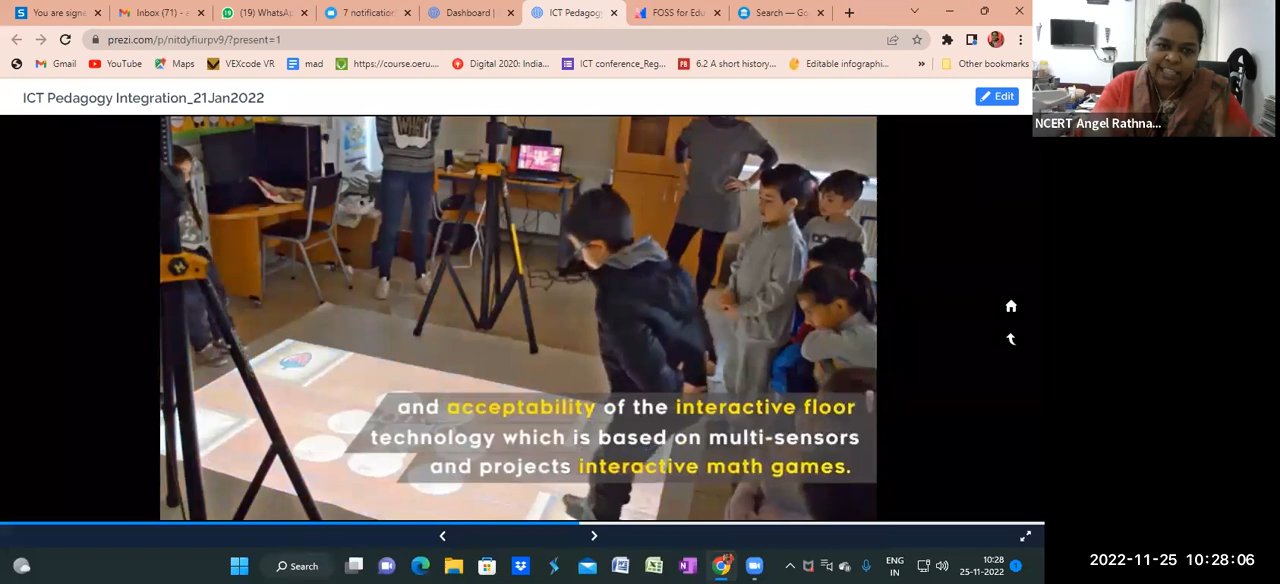 You are signe
Inbox (71) -
(19) WhatsA
7 notification
Dashboard |
ICT Pedagogy
FOSS for Edu
Search — Go
prezi.com/p/nitdyfiurpv9/?present=1
Gmail
YouTube
Maps
VEXcode VR
mad
https://course.oeru....
Digital 2020: India...
ICT conference_Reg...
6.2 A short history...
Editable infographi...
»
Other bookmarks
ICT Pedagogy Integration_21Jan2022
Edit
NCERT Angel Rathna...
and acceptability of the interactive floor
technology which is based on multi-sensors
and projects interactive math games.
Search
ENG
IN
10:28
25-11-2022
2022-11-25 10:28:06